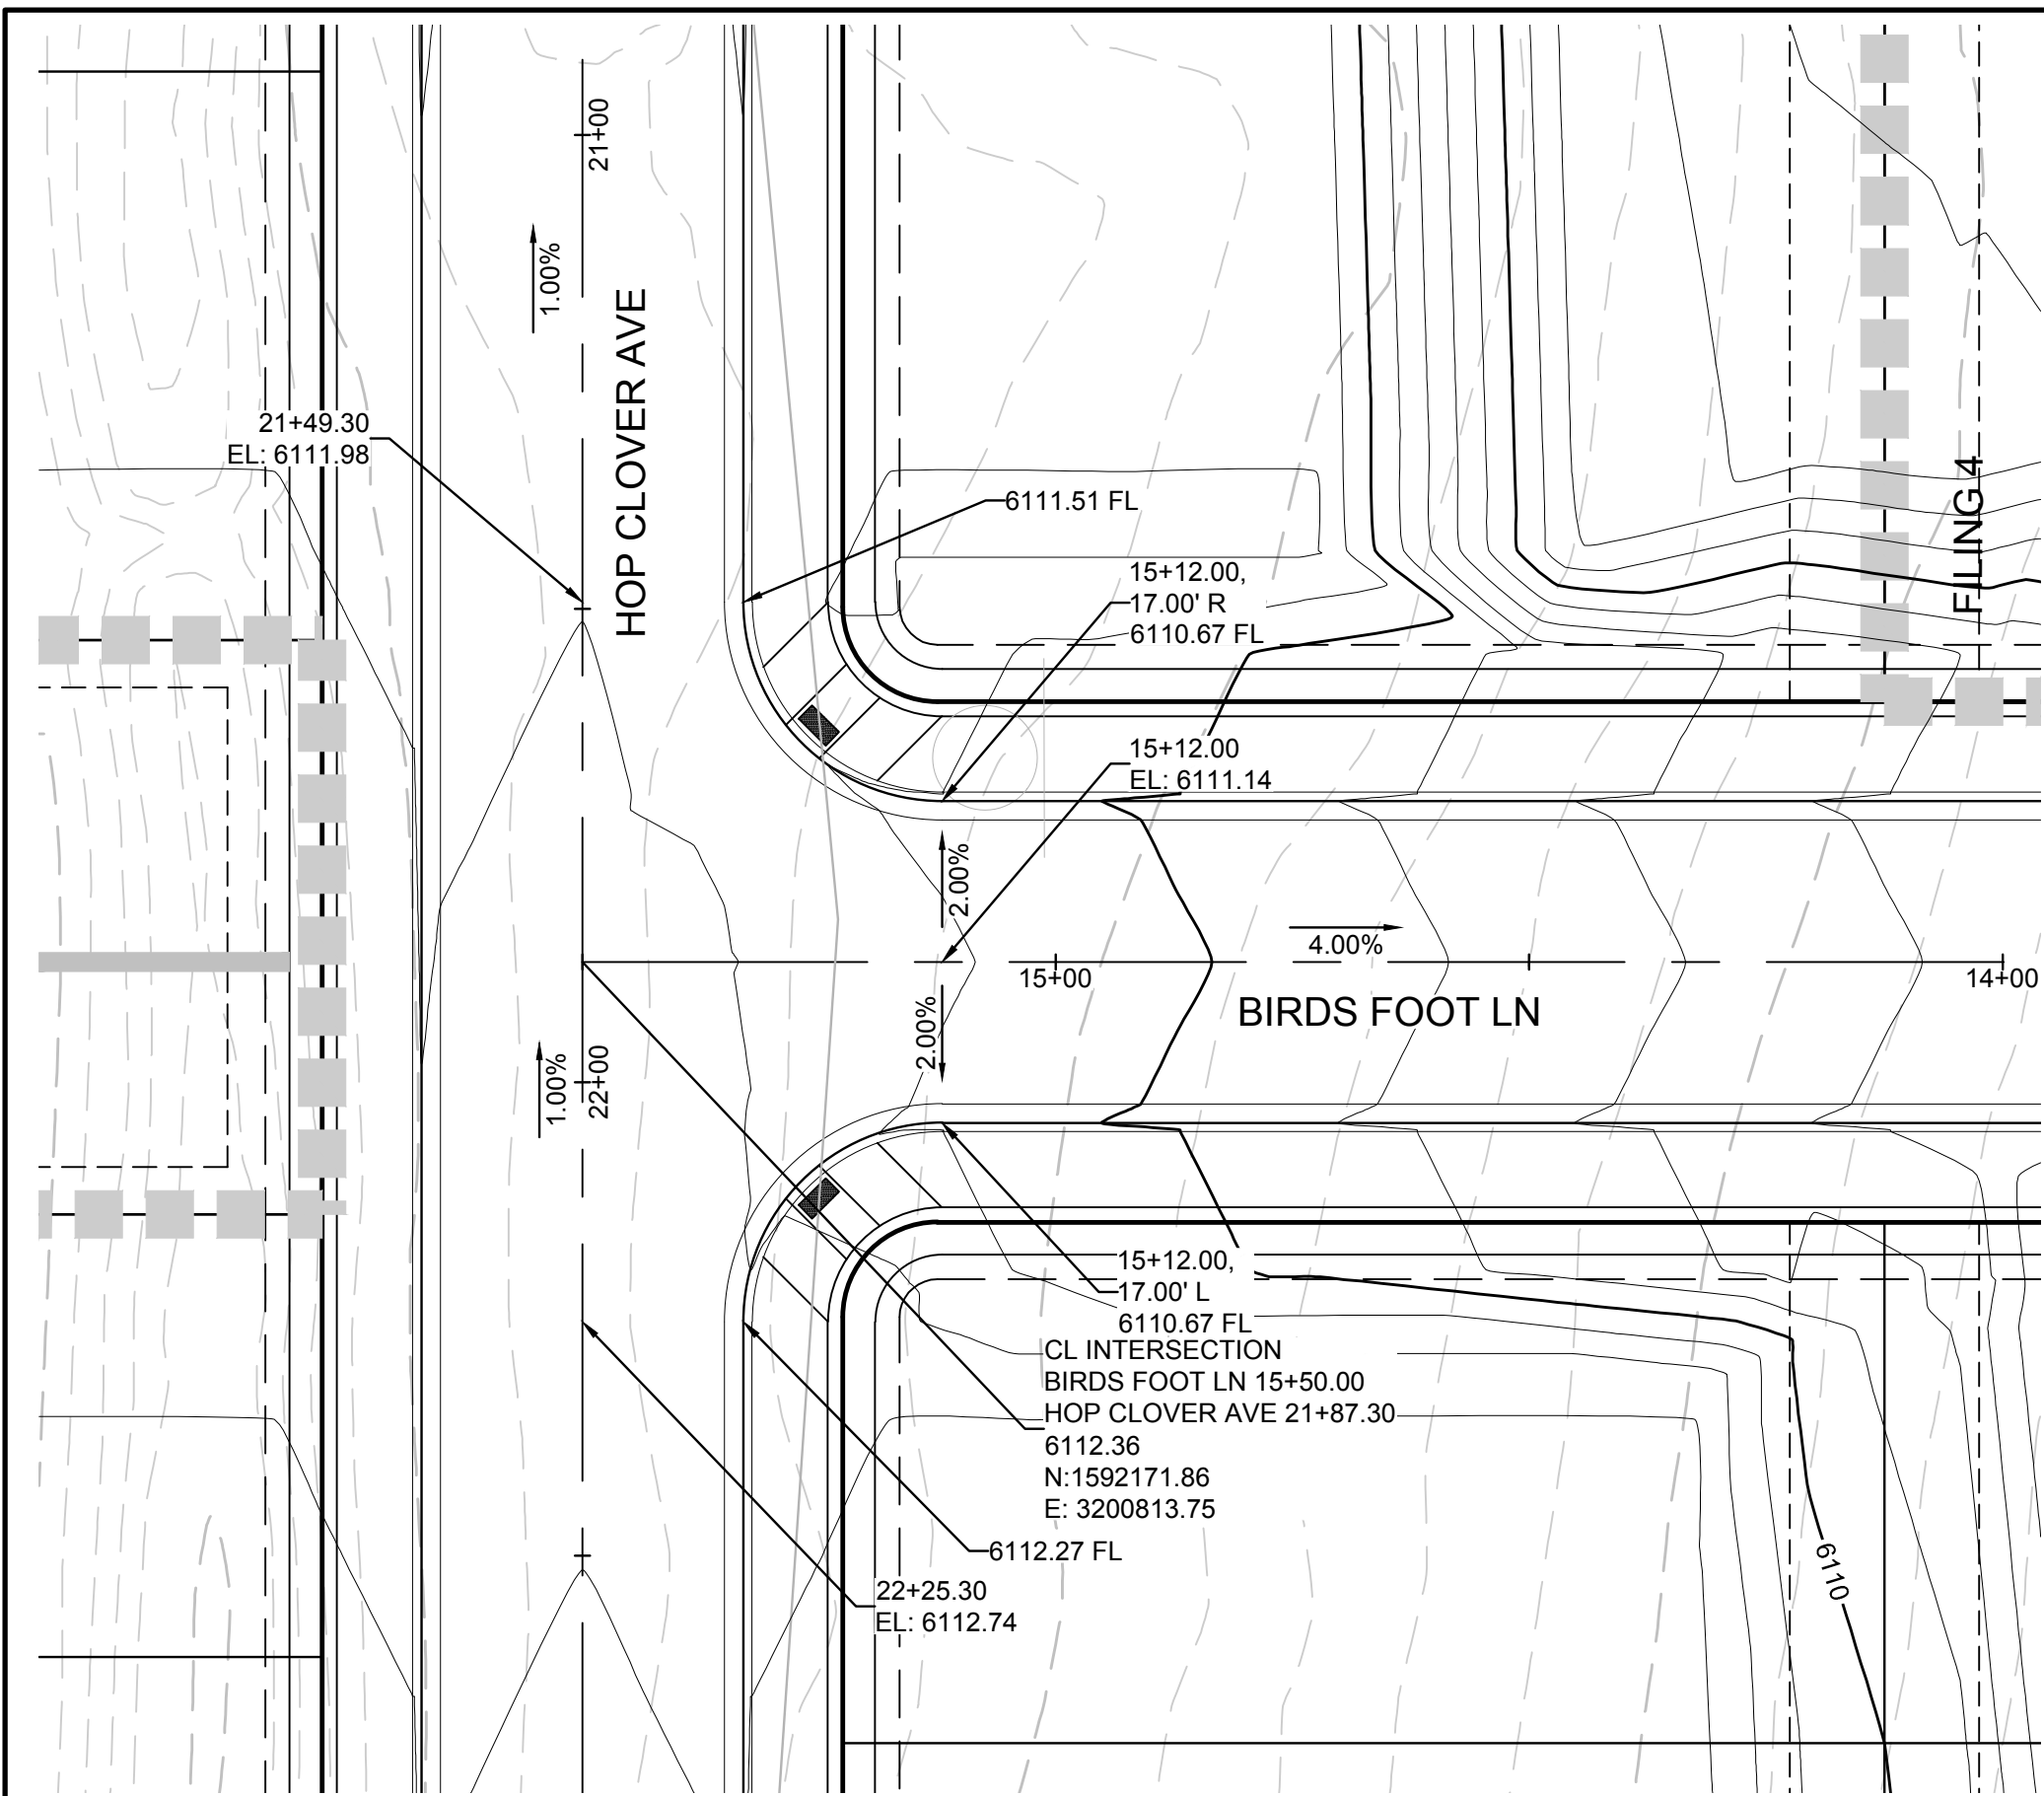 21+00
1.00%
HOP CLOVER AVE
21+49.30
EL: 6111.98
6111.51 FL
FILING 4
15+12.00,
17.00' R
6110.67 FL
15+12.00
EL: 6111.14
2.00%
4.00%
15+00
14+00
BIRDS FOOT LN
2.00%
1.00%
22+00
15+12.00,
17.00' L
6110.67 FL
CL INTERSECTION
BIRDS FOOT LN 15+50.00
HOP CLOVER AVE 21+87.30
6112.36
N:1592171.86
E: 3200813.75
6112.27 FL
6110
22+25.30
EL: 6112.74